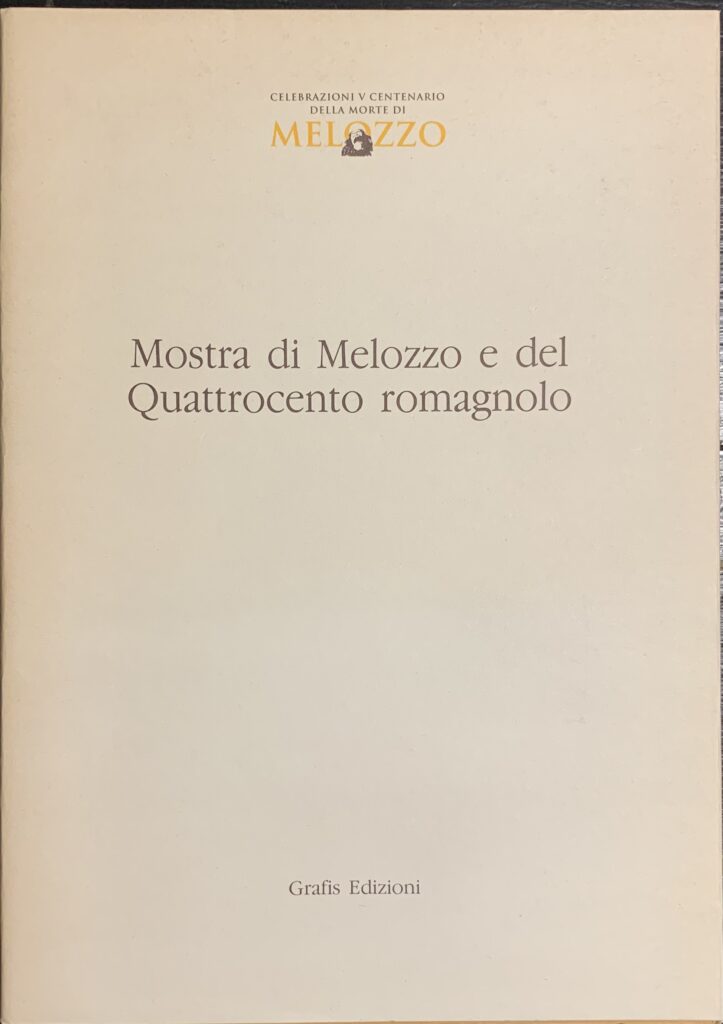 CELEBRAZIONI V CENTENARIO
DELLA MORTE DI
MELOZZO
Mostra di Melozzo e del
Quattrocento romagnolo
Grafis Edizioni